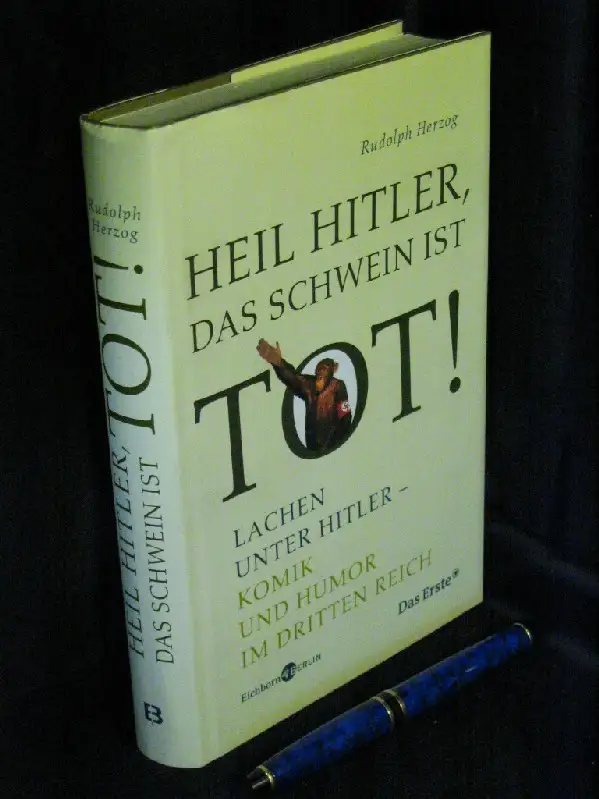 Rudolph Herzog
HEIL HITLER,
DAS SCHWEIN IST
TOT!
LACHEN
UNTER HITLER –
KOMIK
UND HUMOR
IM DRITTEN REICH
Das Erste
Eichborn BERLIN
Rudolph
Herzog
HEIL HITLER,
DAS SCHWEIN IST
TOT!
B